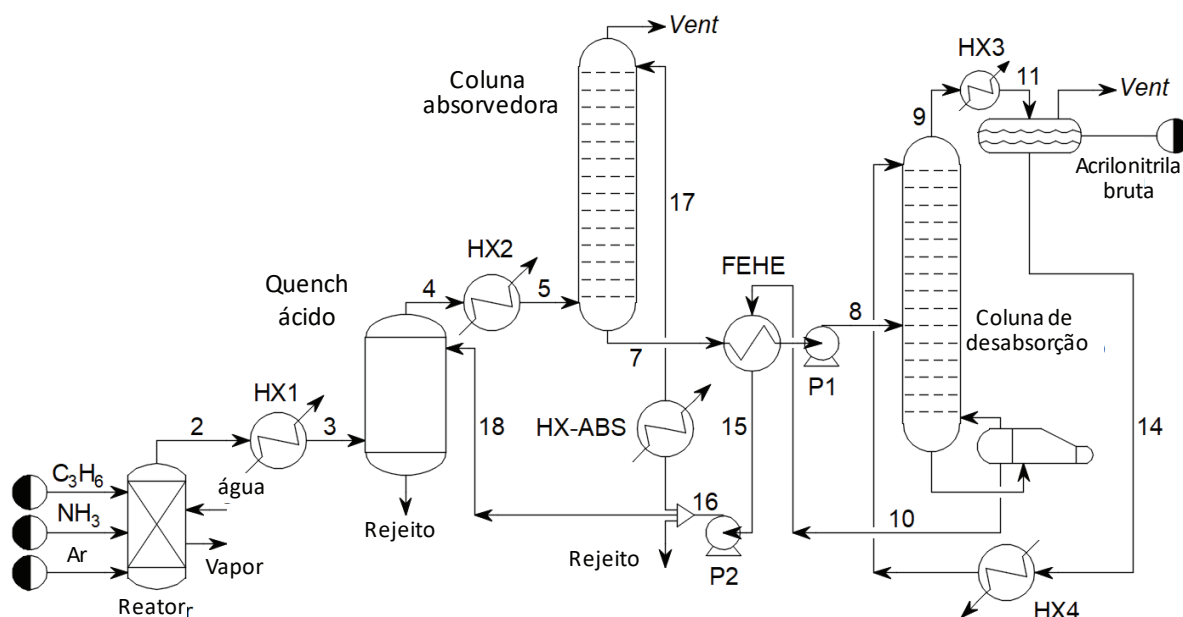 Vent
HX3
11
Coluna
absorvedora
9
Vent
Acrilonitrila
bruta
17
HX2
FEHE
Quench
ácido
4
5
8
Coluna de
desabsorção
7
P1
HX1
HX-ABS
15
14
18
2
3
C3H6
água
16
10
NH3
Rejeito
Ar
Vapor
Rejeito
P2
Reator
r
HX4